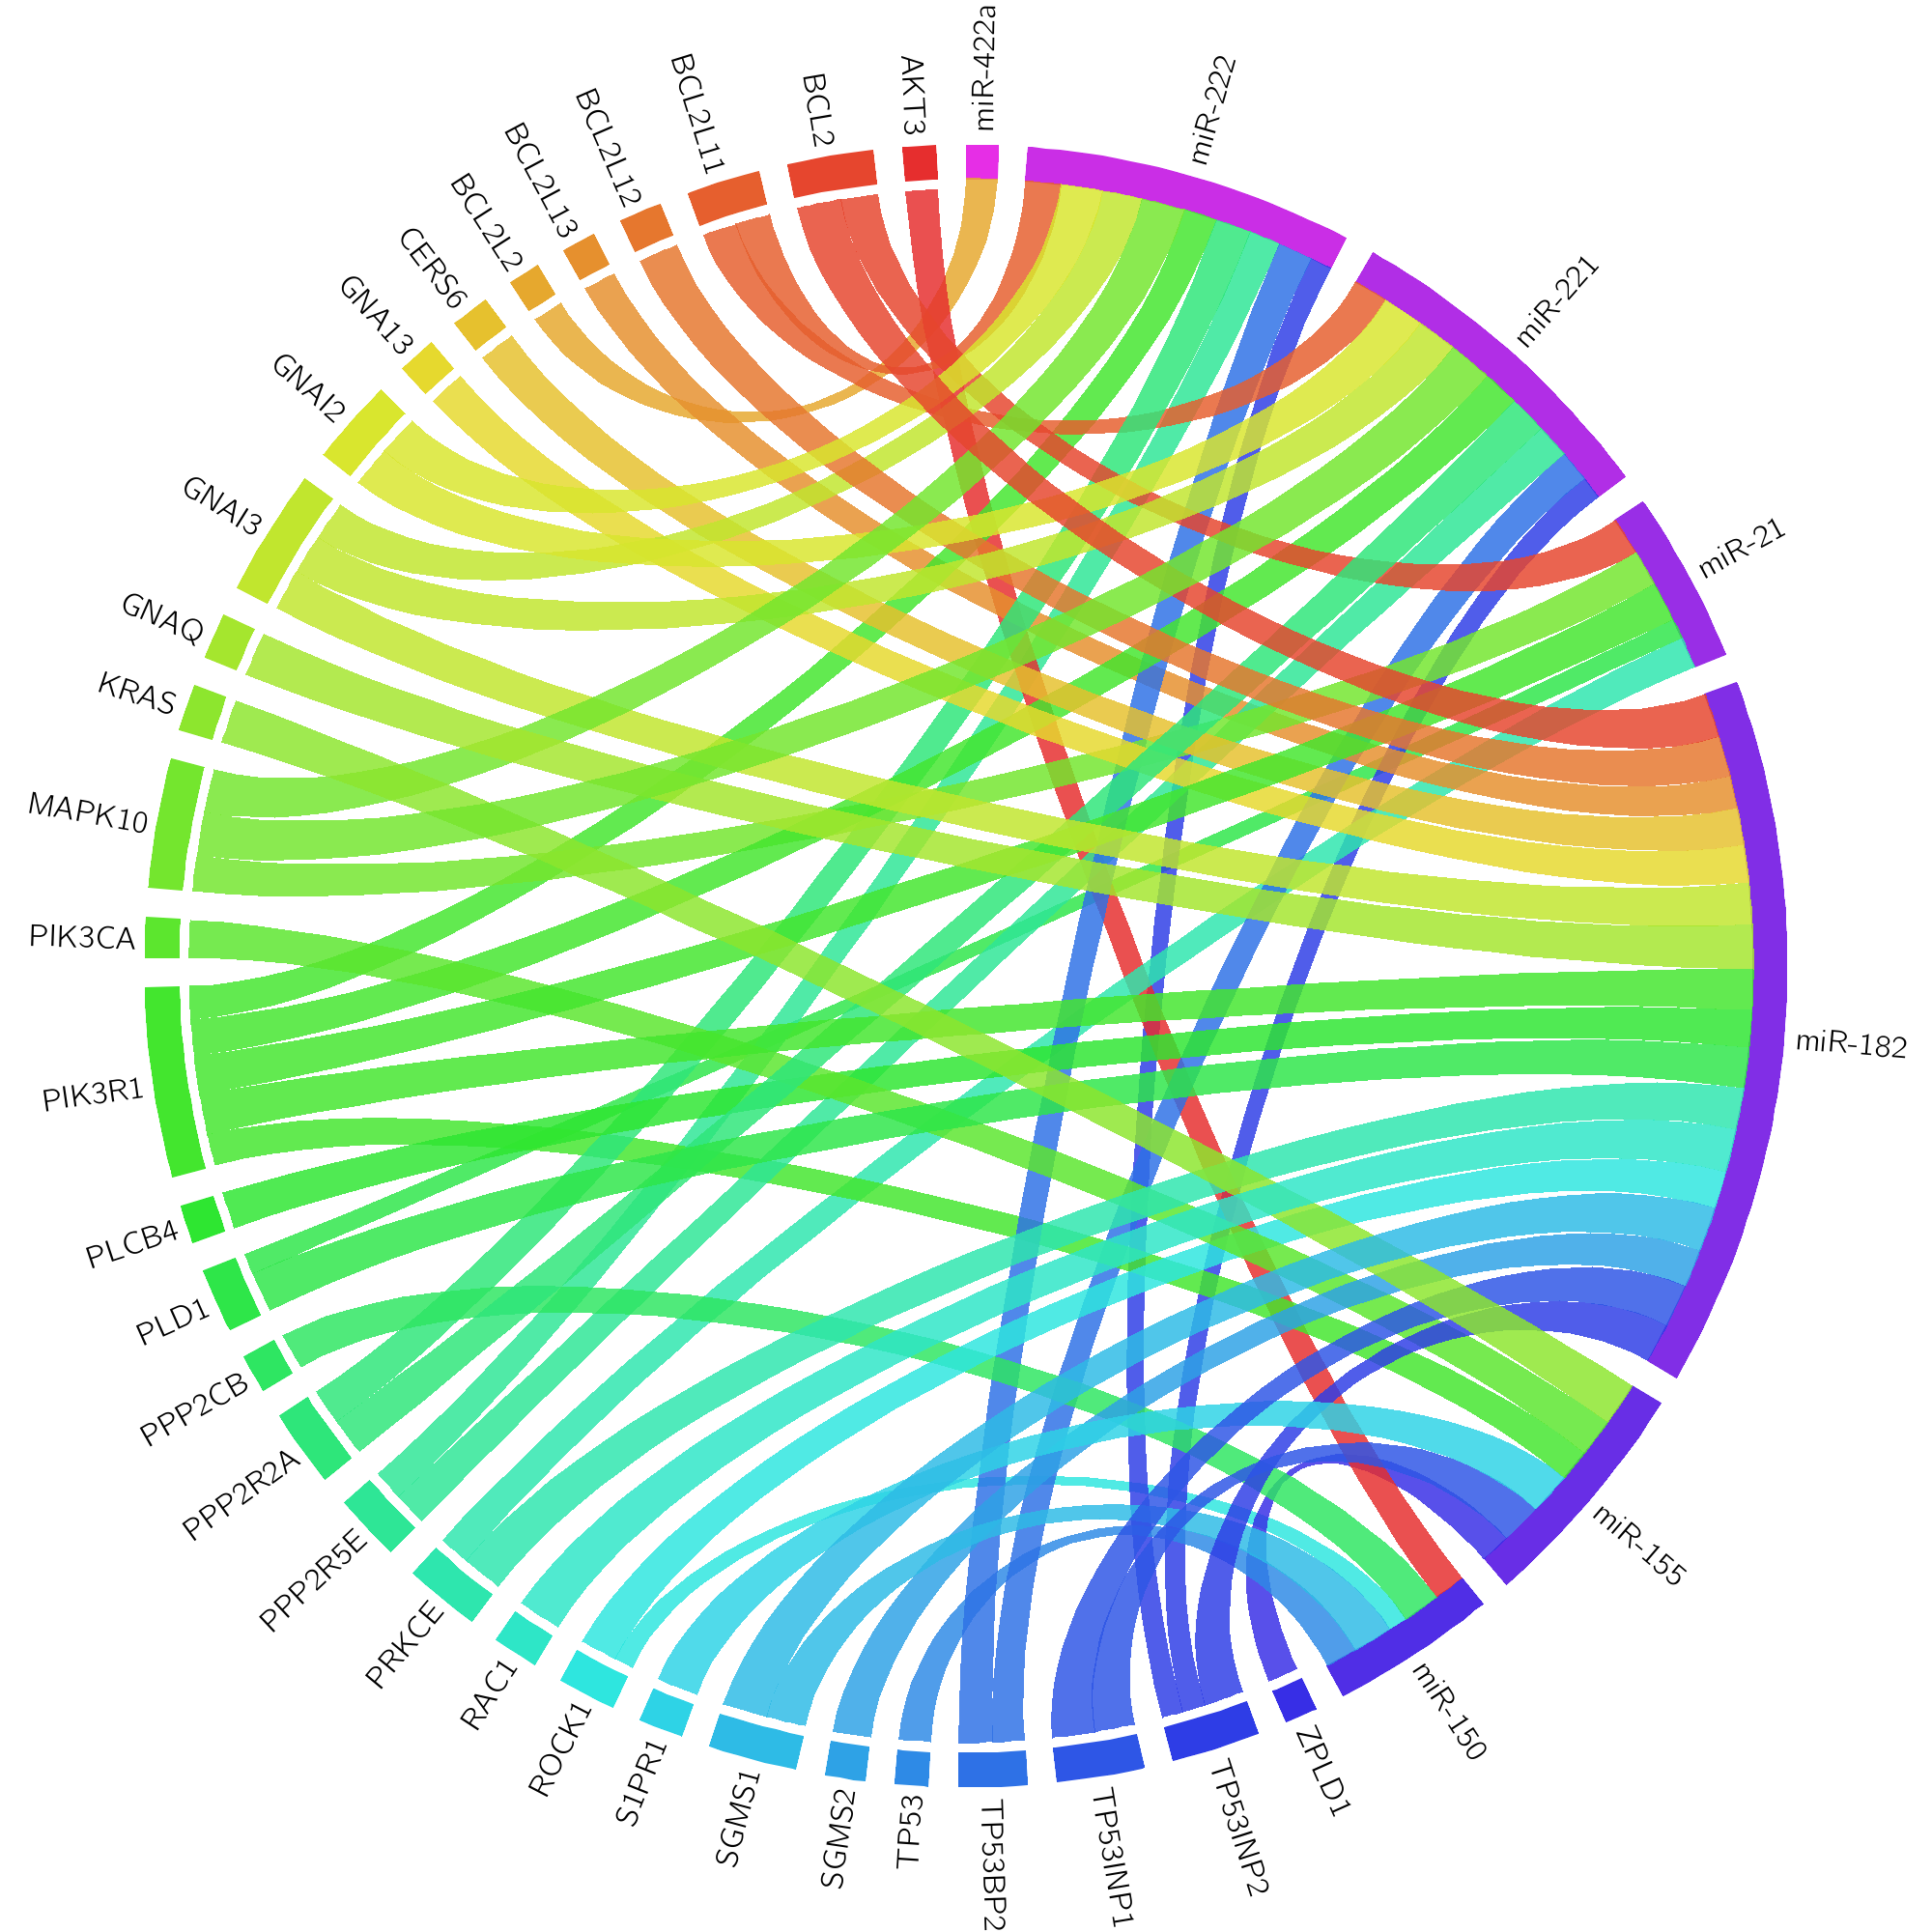 miR-422a
miR-222
miR-221
miR-21
miR-182
miR-155
miR-150
ZPLD1
TP53INP2
TP53INP1
TP53BP2
TP53
SGMS2
SGMS1
S1PR1
ROCK1
RAC1
PRKCE
PPP2R5E
PPP2R2A
PPP2CB
PLD1
PLCB4
PIK3R1
PIK3CA
MAPK10
KRAS
GNAQ
GNAI3
GNAI2
GNA13
CERS6
BCL2L2
BCL2L13
BCL2L12
BCL2L11
BCL2
AKT3